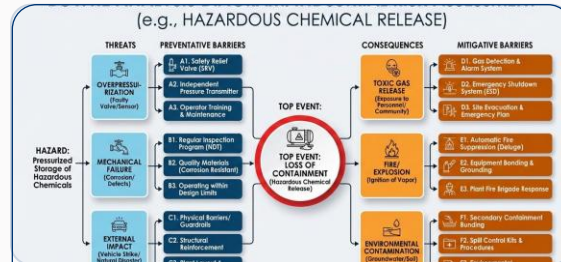 (e.g., HAZARDOUS CHEMICAL RELEASE)
THREATS
PREVENTATIVE BARRIERS
CONSEQUENCES
MITIGATIVE BARRIERS
HAZARD:
Pressurized
Storage of
Hazardous
Chemicals
OVERPRESSU-
RIZATION
(Faulty
Valve/Sensor)
A1. Safety Relief
Valve (SRV)
A2. Independent
Pressure Transmitter
A3. Operator Training
& Maintenance
MECHANICAL
FAILURE
(Corrosion/
Defects)
B1. Regular Inspection
Program (NDT)
B2. Quality Materials
(Corrosion Resistant)
B3. Operating within
Design Limits
EXTERNAL
IMPACT
(Vehicle Strike/
Natural Disaster)
C1. Physical Barriers/
Guardrails
C2. Structural
Reinforcement
TOP EVENT:
TOP EVENT:
LOSS OF
CONTAINMENT
(Hazardous Chemical
Release)
TOXIC GAS
RELEASE
(Exposure to
Personnel/
Community)
D1. Gas Detection &
Alarm System
D2. Emergency Shutdown
System (ESD)
D3. Site Evacuation &
Emergency Plan
FIRE/
EXPLOSION
(Ignition of Vapor)
E1. Automatic Fire
Suppression (Deluge)
E2. Equipment Bonding &
Grounding
E3. Plant Fire Brigade Response
ENVIRONMENTAL
CONTAMINATION
(Groundwater/Soil)
F1. Secondary Containment
Bunding
F2. Spill Control Kits &
Procedures